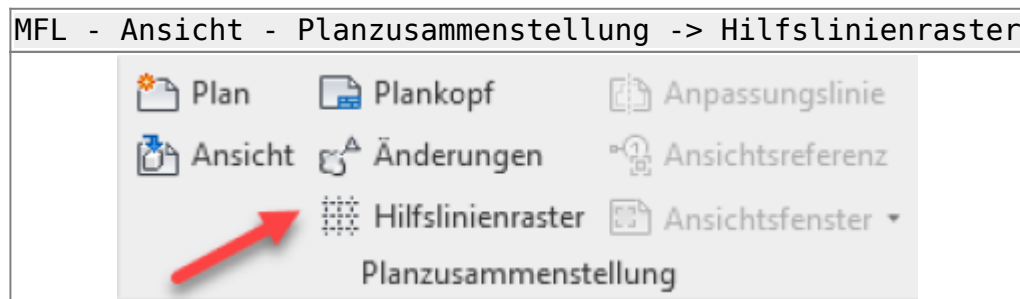 MFL - Ansicht - Planzusammenstellung -> Hilfslinienraster
Plan Plankopf Anpassungslinie
Ansicht Änderungen Ansichtsreferenz
Hilfslinienraster Ansichtsfenster
Planzusammenstellung